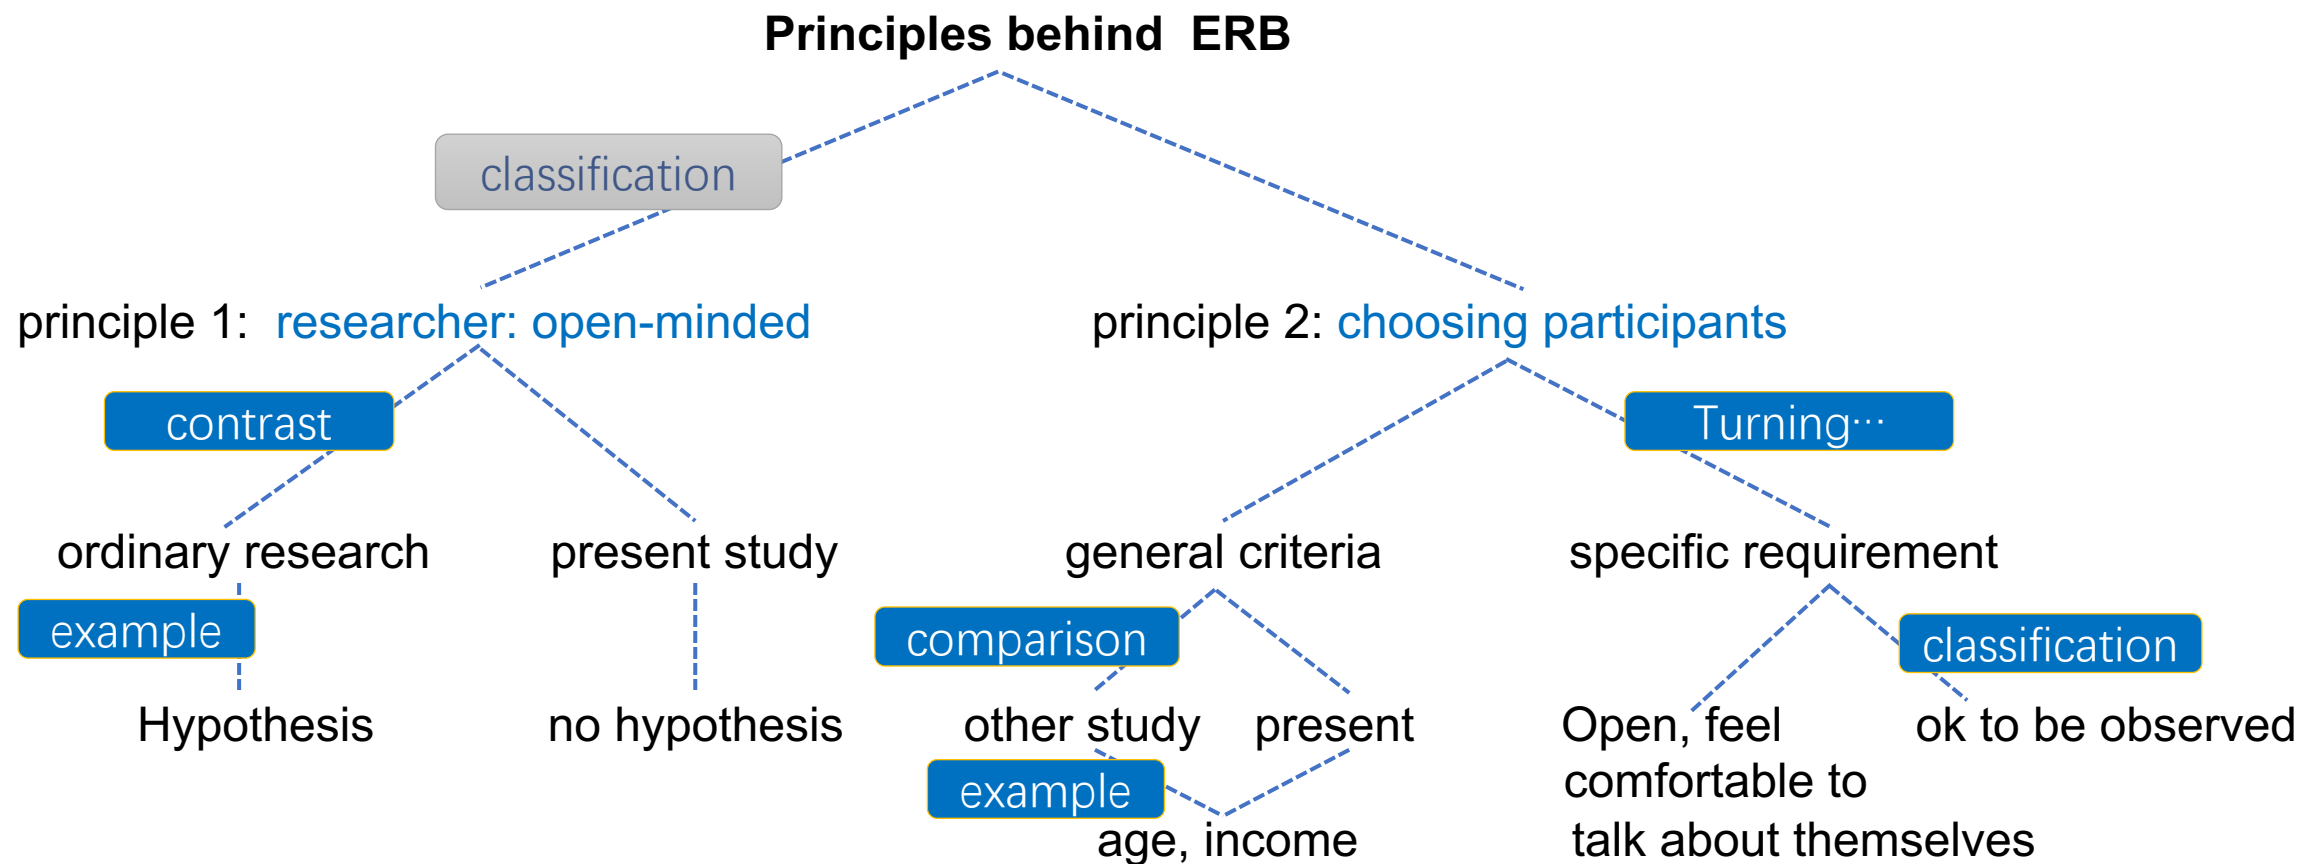 Principles behind ERB
classification
principle 1: researcher: open-minded
principle 2: choosing participants
contrast
Turning…
ordinary research
present study
general criteria
specific requirement
example
comparison
classification
Hypothesis
no hypothesis
other study
present
Open, feel
comfortable to
talk about themselves
ok to be observed
example
age, income